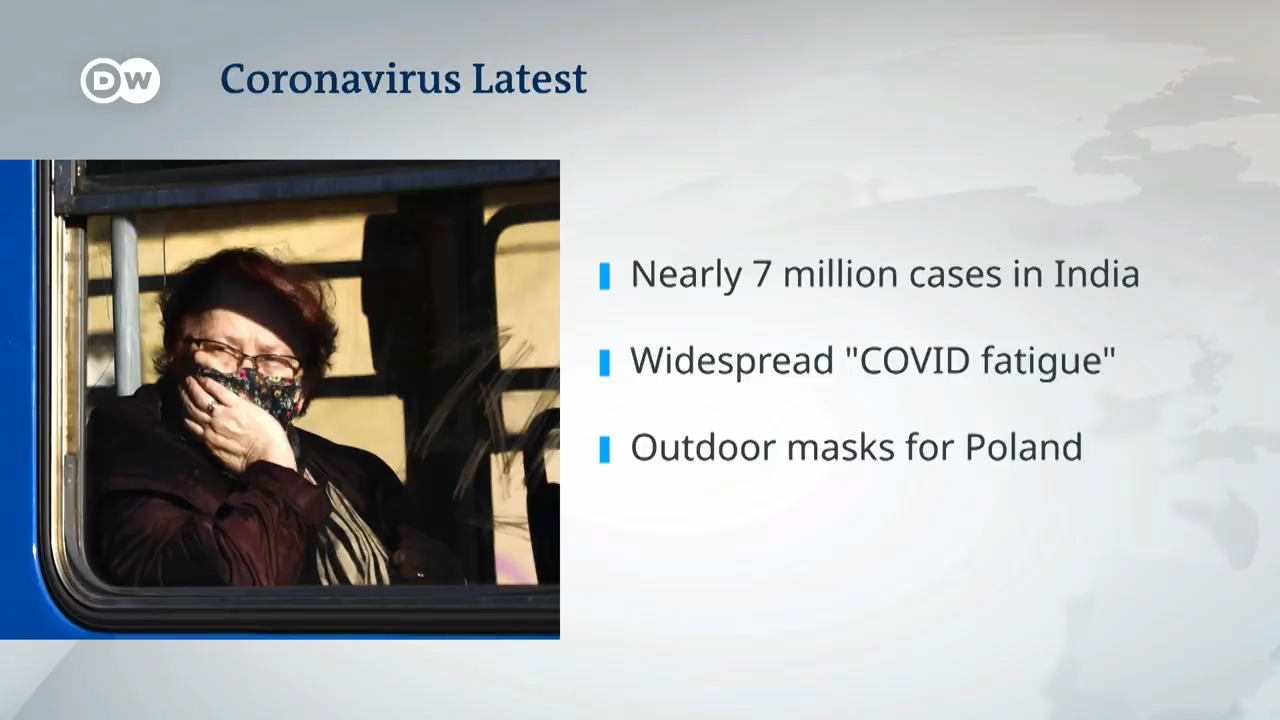 DW
Coronavirus Latest
Nearly 7 million cases in India
Widespread "COVID fatigue"
Outdoor masks for Poland